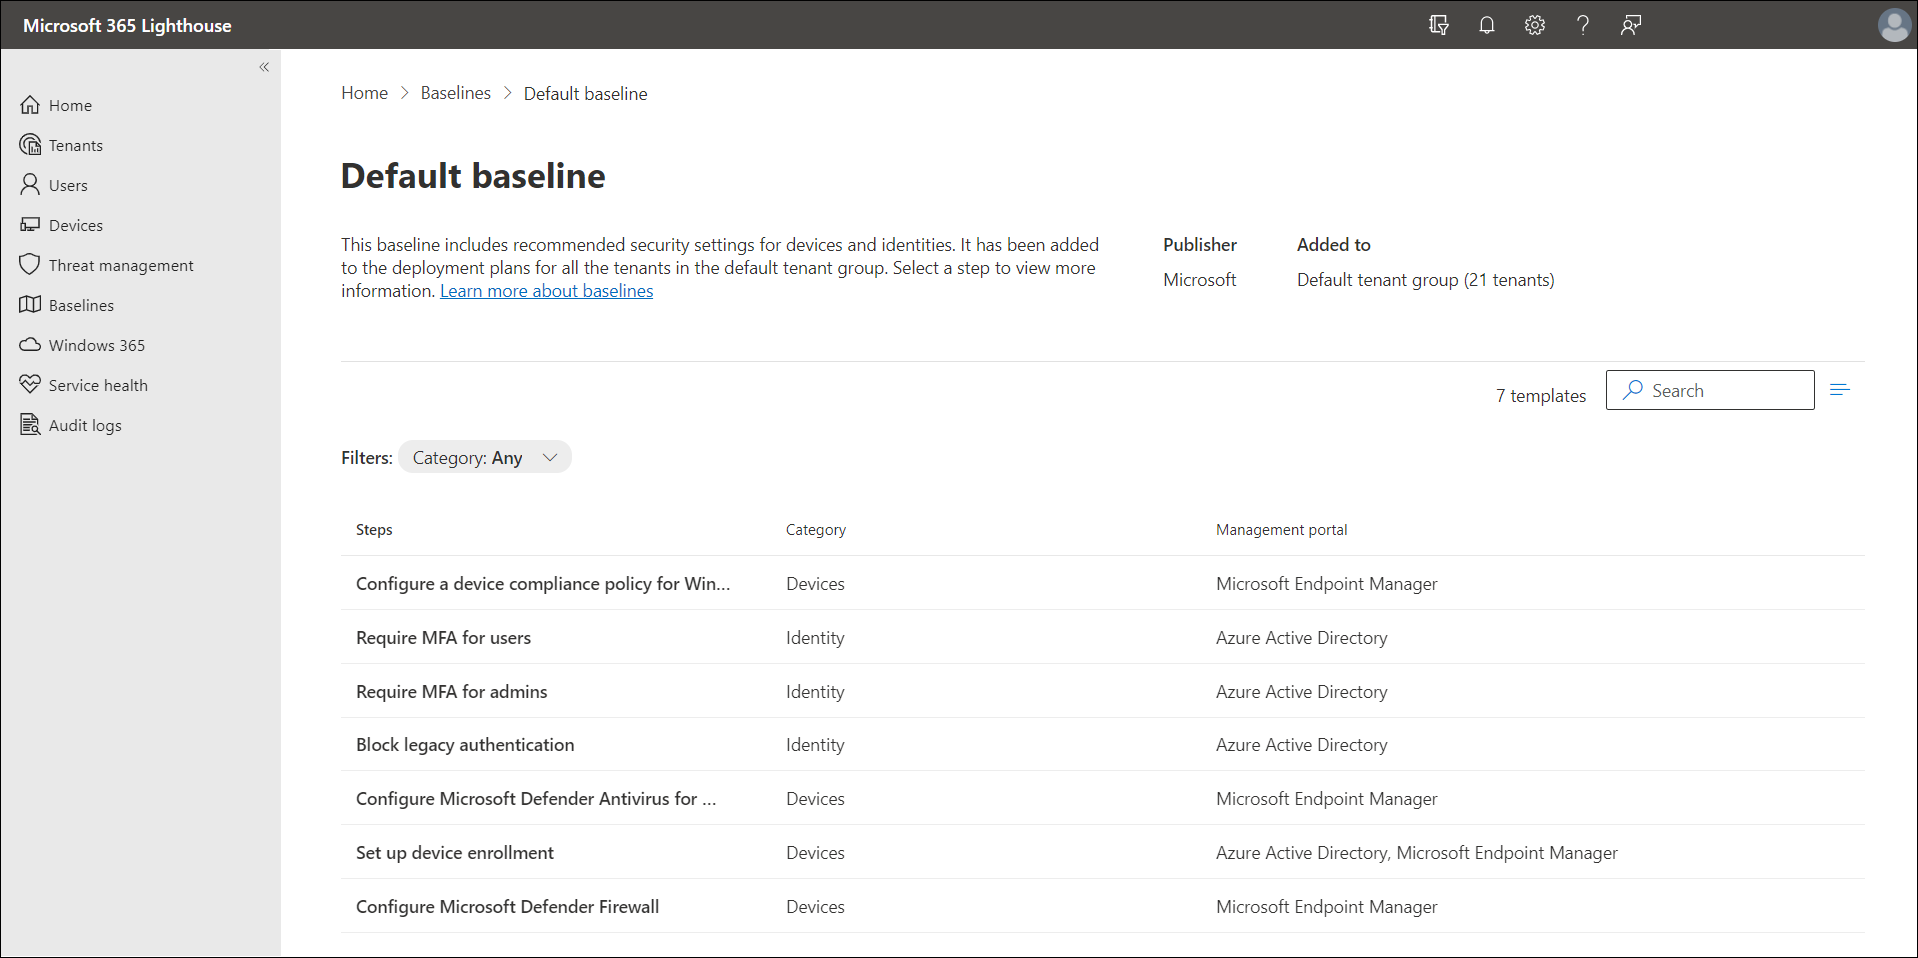 Microsoft 365 Lighthouse
Home
Tenants
Users
Devices
Threat management
Baselines
Windows 365
Service health
Audit logs
Home > Baselines > Default baseline
Default baseline
This baseline includes recommended security settings for devices and identities. It has been added
to the deployment plans for all the tenants in the default tenant group. Select a step to view more
information. Learn more about baselines
Publisher
Microsoft
Added to
Default tenant group (21 tenants)
7 templates
Search
Filters: Category: Any
Steps Category Management portal
Configure a device compliance policy for Win... Devices Microsoft Endpoint Manager
Require MFA for users Identity Azure Active Directory
Require MFA for admins Identity Azure Active Directory
Block legacy authentication Identity Azure Active Directory
Configure Microsoft Defender Antivirus for ... Devices Microsoft Endpoint Manager
Set up device enrollment Devices Azure Active Directory, Microsoft Endpoint Manager
Configure Microsoft Defender Firewall Devices Microsoft Endpoint Manager